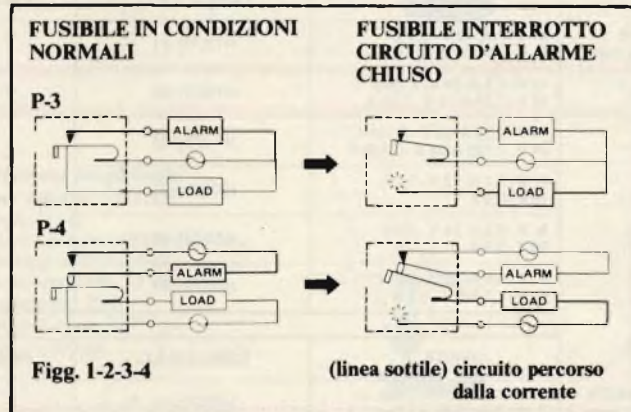 FUSIBILE IN CONDIZIONI
NORMALI
FUSIBILE INTERROTTO
CIRCUITO D'ALLARME
CHIUSO
P-3
ALARM
LOAD
ALARM
LOAD
P-4
ALARM
LOAD
ALARM
LOAD
Figg. 1-2-3-4
(linea sottile) circuito percorso
dalla corrente